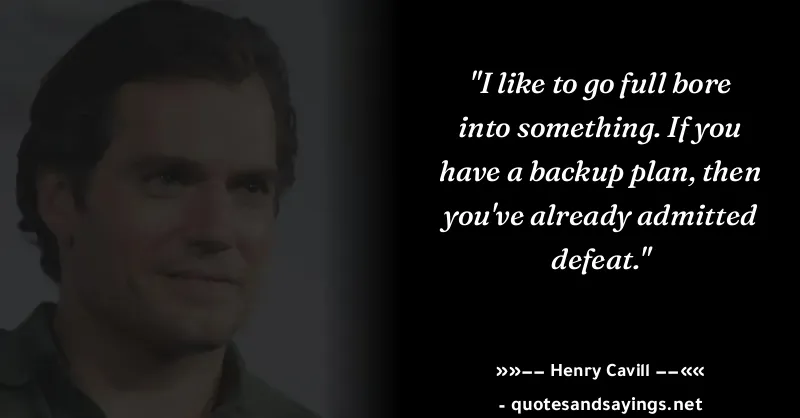 "I like to go full bore
into something. If you
have a backup plan, then
you've already admitted
defeat."
»»−− Henry Cavill −−««
- quotesandsayings.net